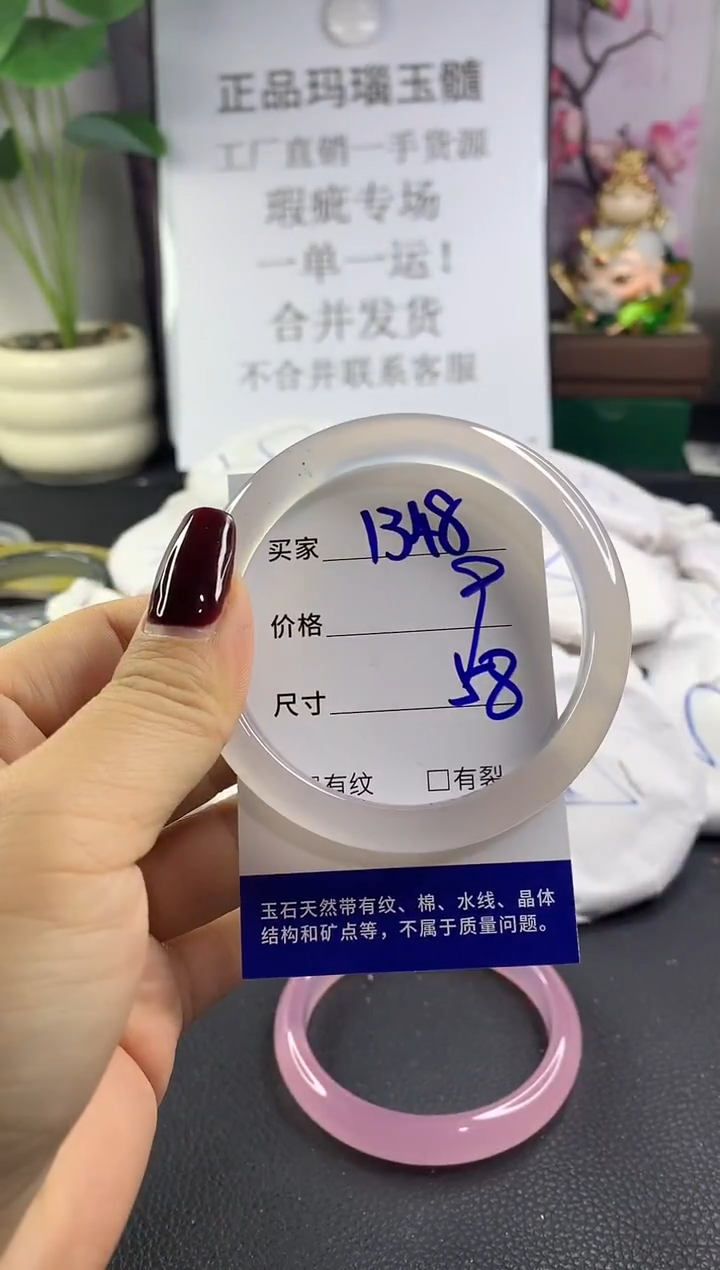 正品玛瑙玉髓
工厂直销一手货源
瑕疵专场
一单一运！
合并发货
不合并联系客服
买家 1348
价格
尺寸 58
有纹 □有裂
玉石天然带有纹、棉、水线、晶体
结构和矿点等，不属于质量问题。